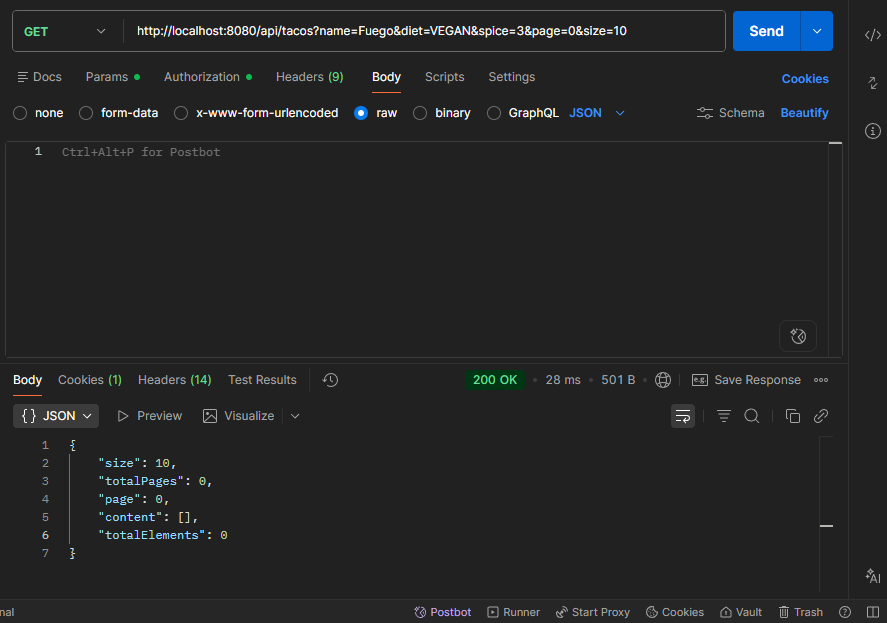 GET http://localhost:8080/api/tacos?name=Fuego&diet=VEGAN&spice=3&page=0&size=10 Send
Docs Params Authorization Headers (9) Body Scripts Settings Cookies
none form-data x-www-form-urlencoded raw binary GraphQL JSON Schema Beautify
1 Ctrl+Alt+P for Postbot
Body Cookies (1) Headers (14) Test Results 200 OK 28 ms 501 B e.g. Save Response
{} JSON Preview Visualize
1 {
2 "size": 10,
3 "totalPages": 0,
4 "page": 0,
5 "content": [],
6 "totalElements": 0
7 }
AI
nal Postbot Runner Start Proxy Cookies Vault Trash